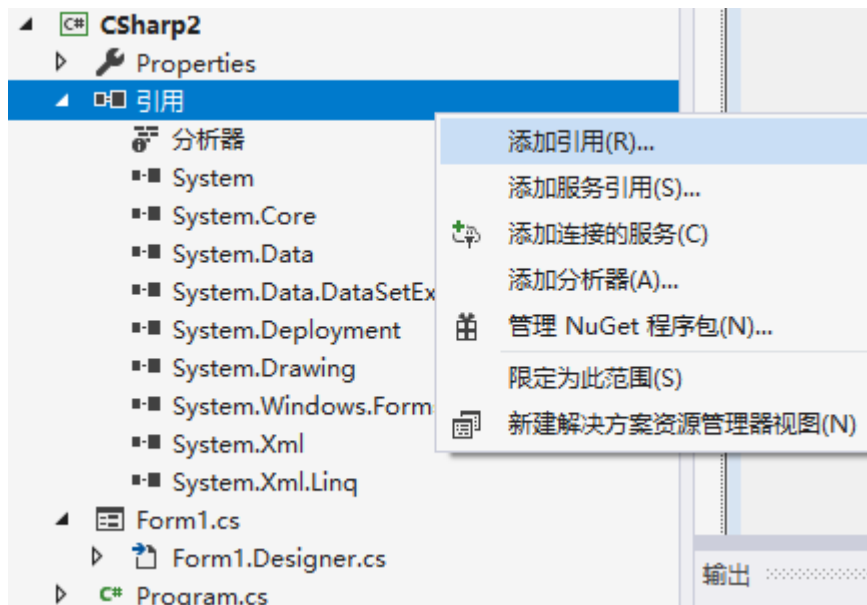 C# CSharp2
Properties
引用
分析器
System
System.Core
System.Data
System.Data.DataSetEx
System.Deployment
System.Drawing
System.Windows.Form
System.Xml
System.Xml.Linq
Form1.cs
Form1.Designer.cs
C# Program.cs
添加引用(R)...
添加服务引用(S)...
添加连接的服务(C)
添加分析器(A)...
管理 NuGet 程序包(N)...
限定为此范围(S)
新建解决方案资源管理器视图(N)
输出